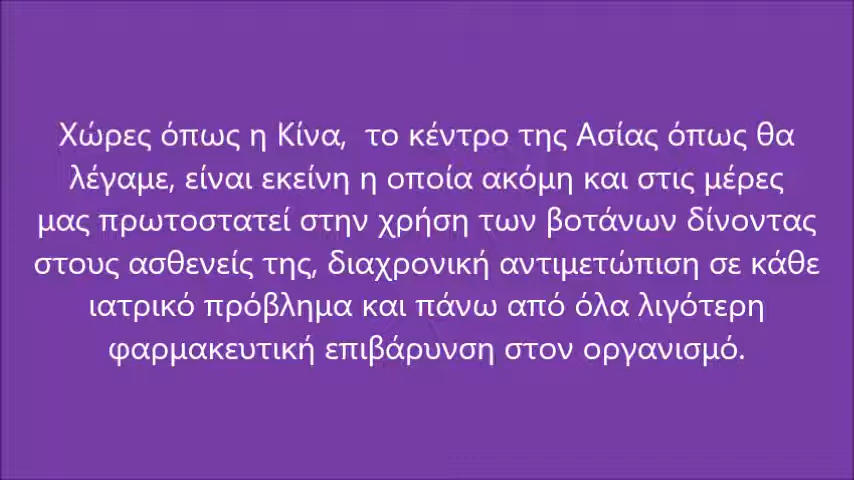 Χώρες όπως η Κίνα,  το κέντρο της Ασίας όπως θα
λέγαμε, είναι εκείνη η οποία ακόμη και στις μέρες
μας πρωτοστατεί στην χρήση των βοτάνων δίνοντας
στους ασθενείς της, διαχρονική αντιμετώπιση σε κάθε
ιατρικό πρόβλημα και πάνω από όλα λιγότερη
φαρμακευτική επιβάρυνση στον οργανισμό.